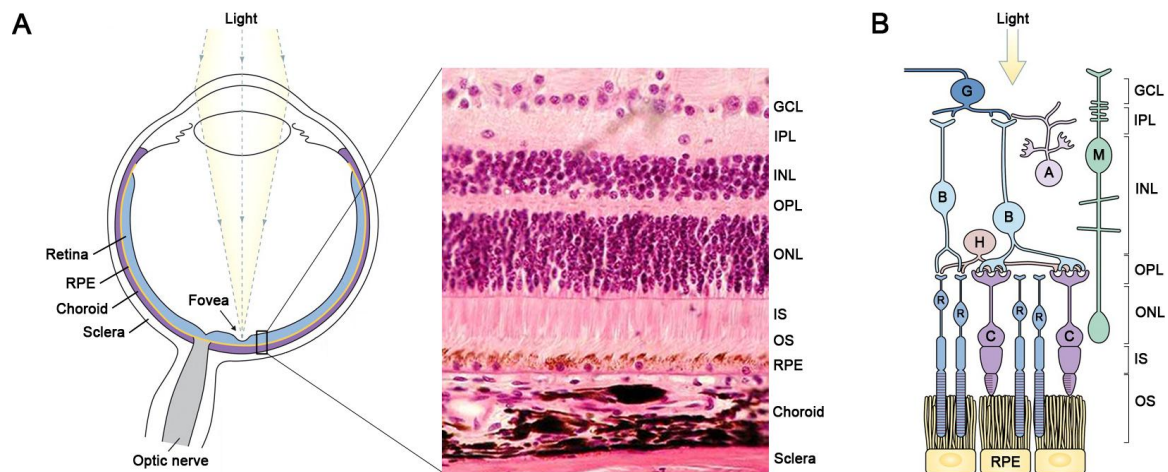 A
Light
Retina
RPE
Choroid
Sclera
Fovea
Optic nerve
GCL
IPL
INL
OPL
ONL
IS
OS
RPE
Choroid
Sclera
B
Light
G
A
M
B
B
H
R
R
R
R
C
C
RPE
GCL
IPL
INL
OPL
ONL
IS
OS